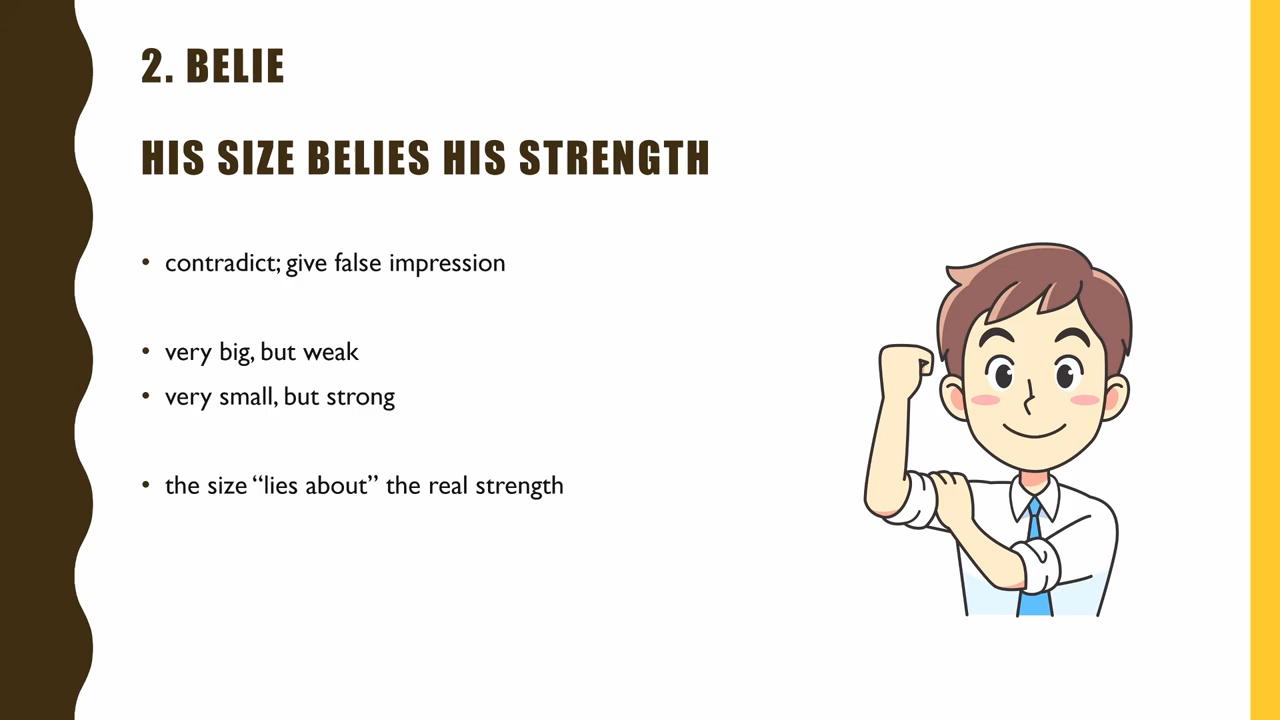 2. BELIE
HIS SIZE BELIES HIS STRENGTH
• contradict; give false impression
• very big, but weak
• very small, but strong
• the size “lies about” the real strength